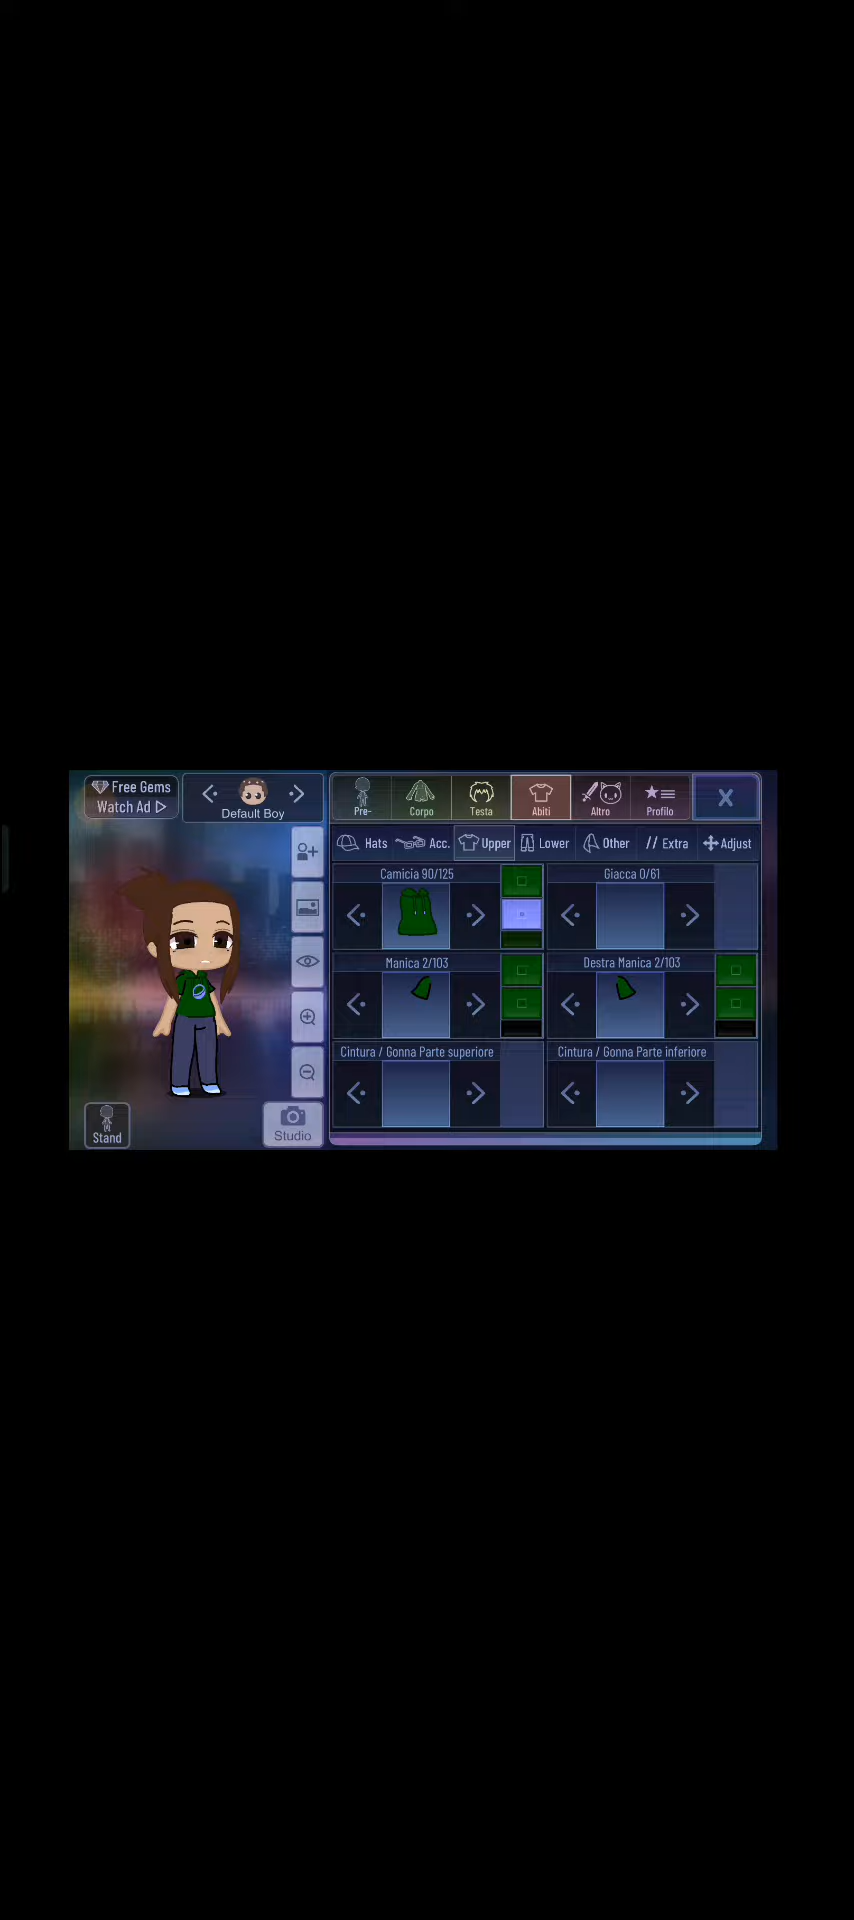 Free Gems
Watch Ad
Default Boy
Pre-
Corpo
Testa
Abiti
Altro
Profilo
X
Hats
Acc.
Upper
Lower
Other
Extra
Adjust
Camicia 90/125
Giacca 0/61
Manica 2/103
Destra Manica 2/103
Cintura / Gonna Parte superiore
Cintura / Gonna Parte inferiore
Stand
Studio